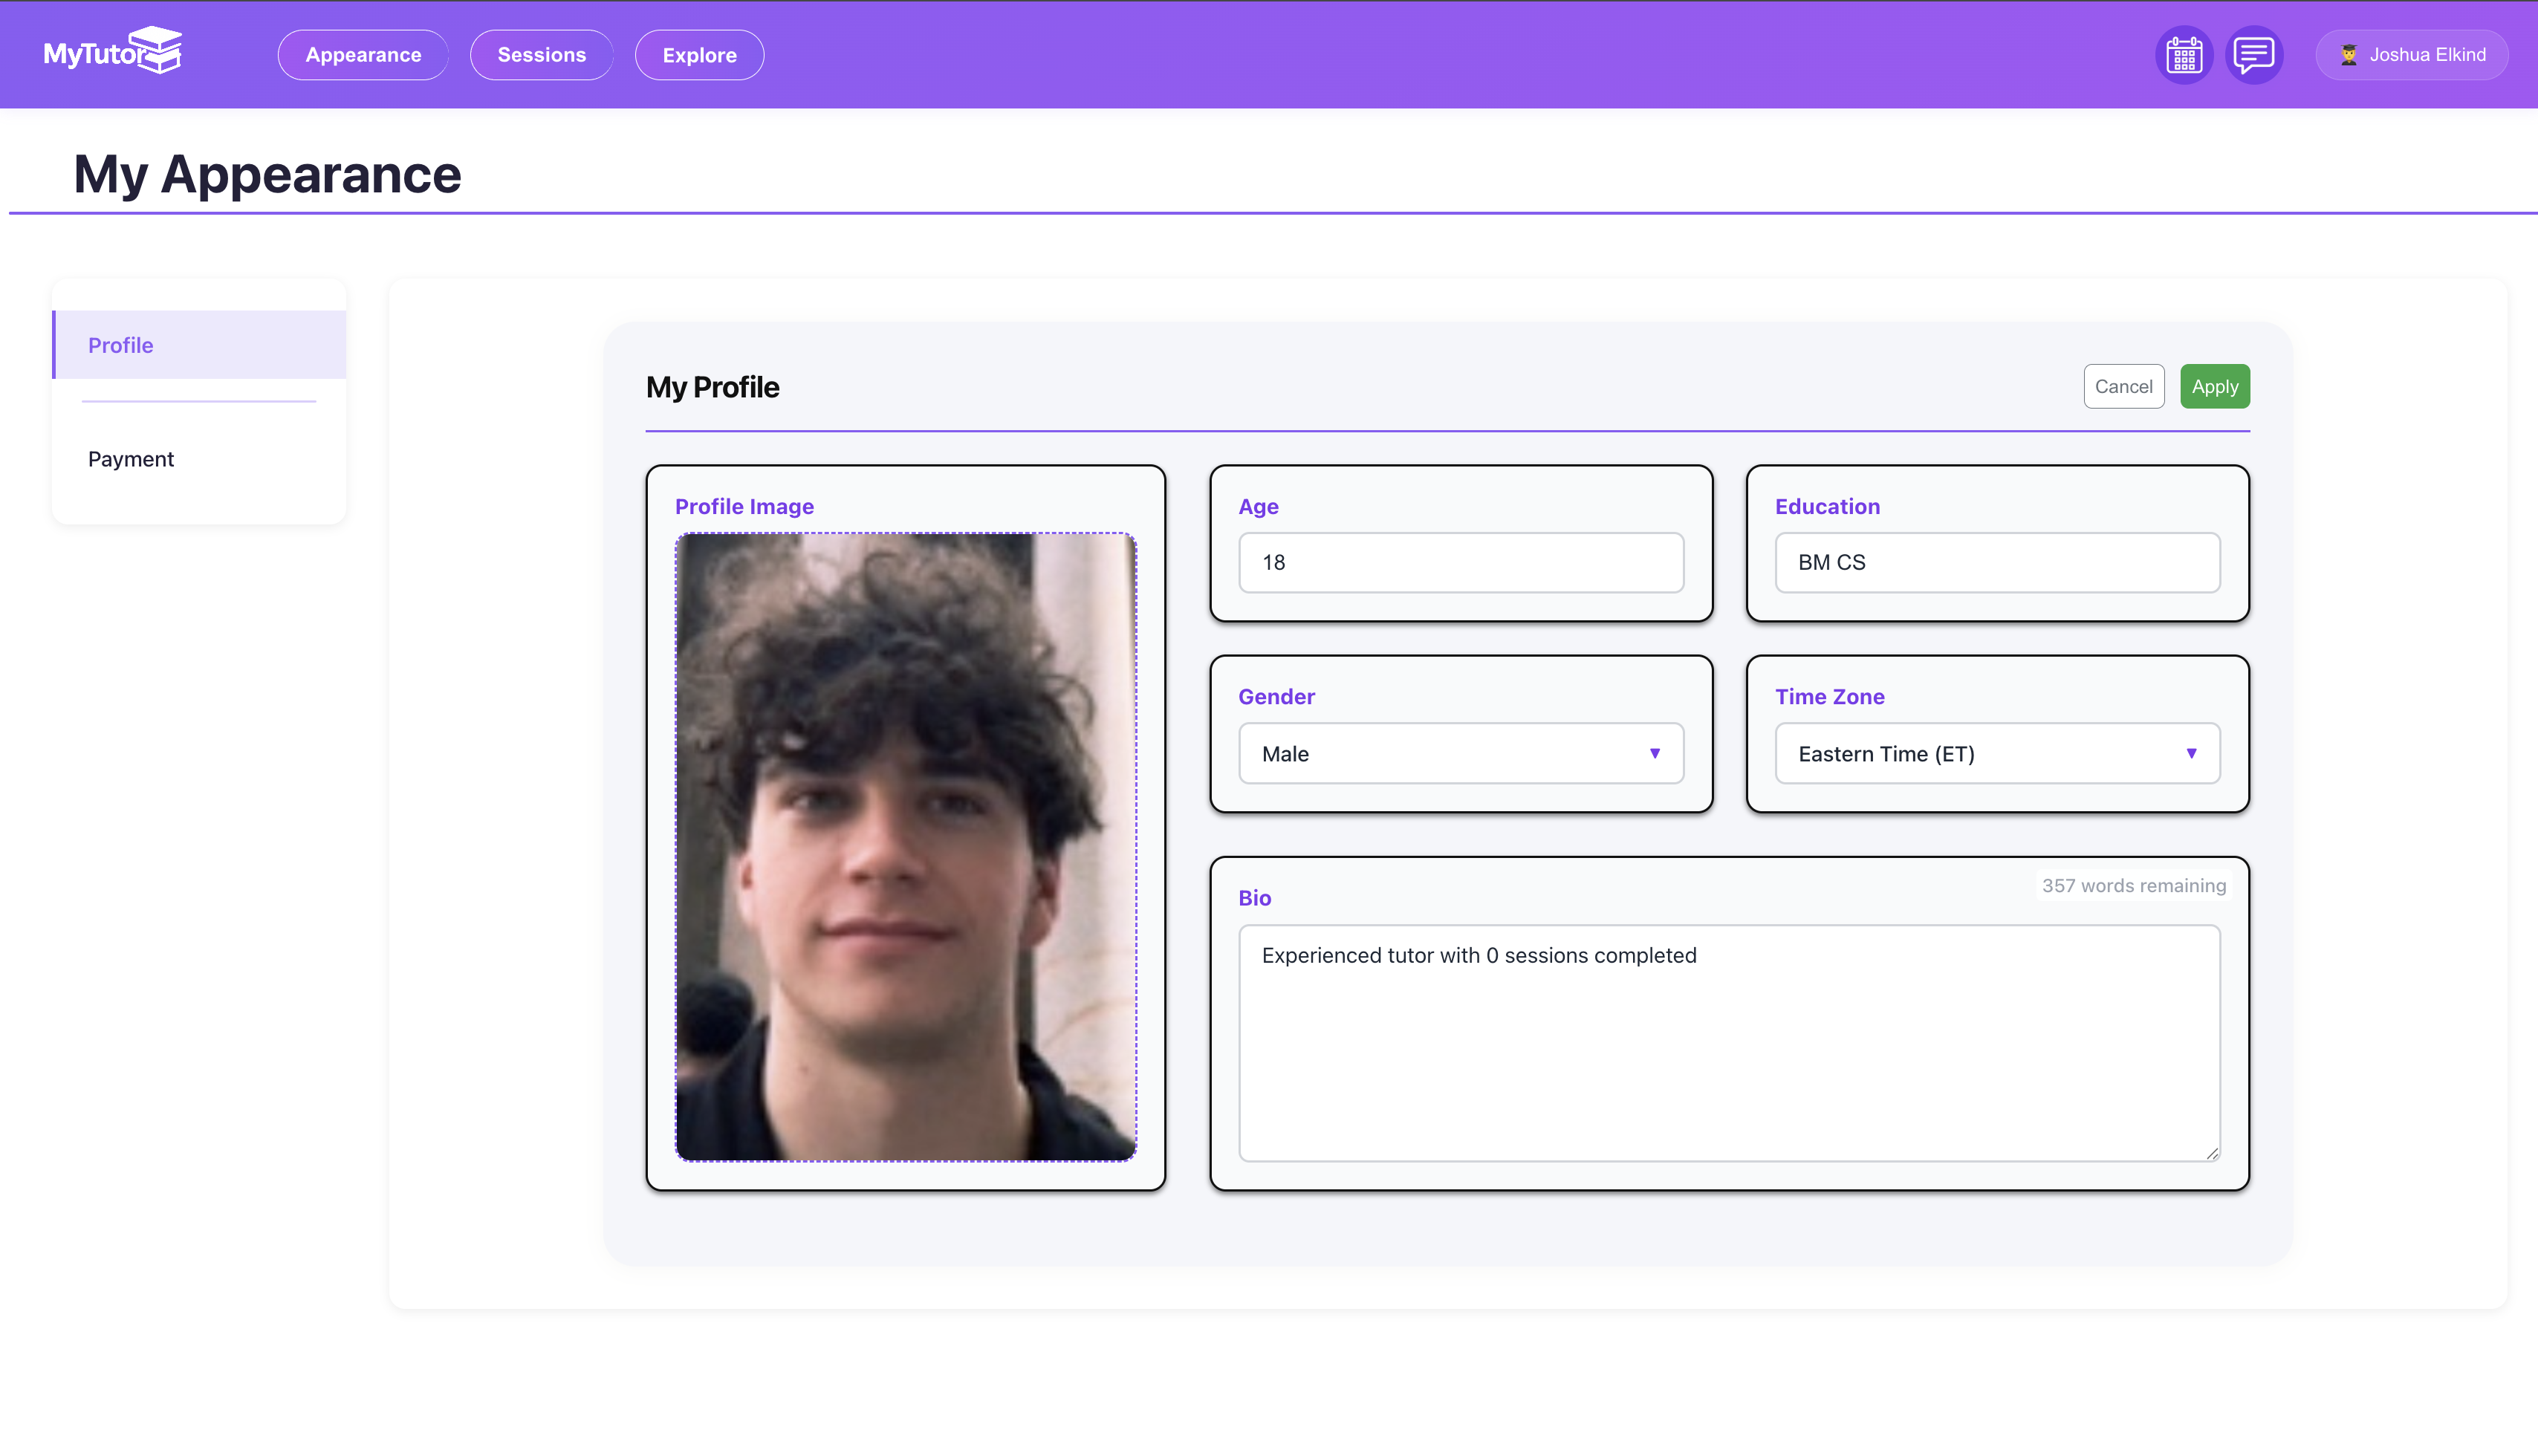 MyTutor
Appearance
Sessions
Explore
Joshua Elkind
My Appearance
Profile
Payment
My Profile
Cancel
Apply
Profile Image
Age
18
Education
BM CS
Gender
Male
Time Zone
Eastern Time (ET)
Bio
357 words remaining
Experienced tutor with 0 sessions completed